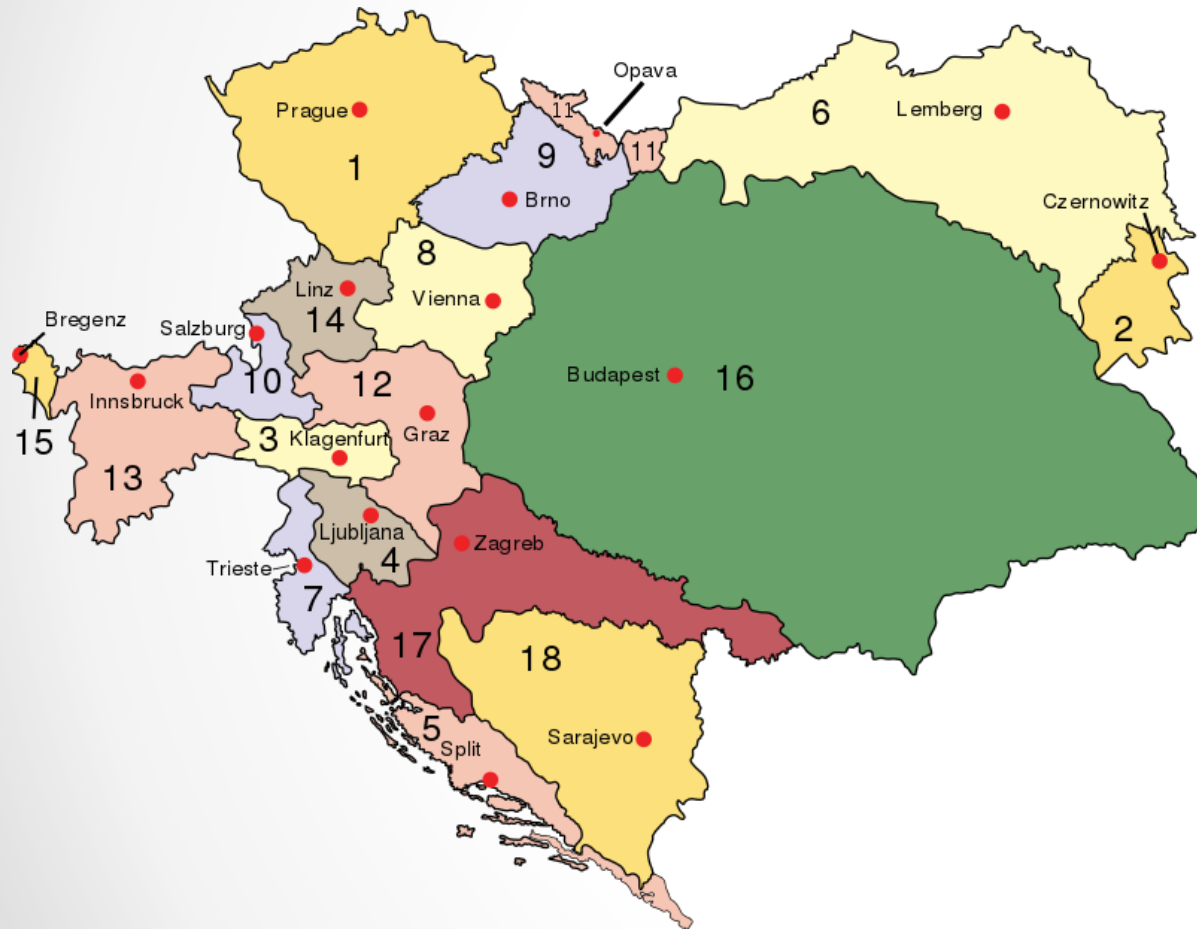 Opava
11
6
Lemberg
Prague
1
9
11
Brno
Czernowitz
8
Linz
Vienna
14
2
Bregenz
Salzburg
10
12
Budapest
16
Innsbruck
15
3
Klagenfurt
Graz
13
Ljubljana
4
Zagreb
Trieste
7
17
18
5
Split
Sarajevo